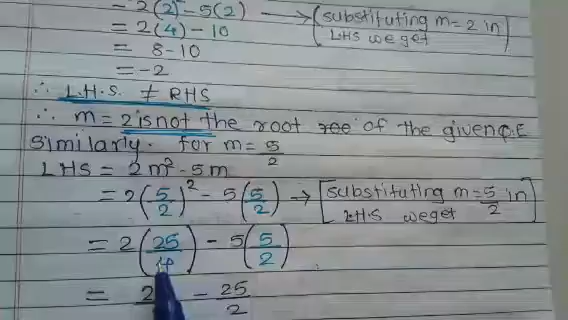 = 2(2)² - 5(2) → [substituting m = 2 in LHS we get
= 2(4) - 10
= 8 - 10
= -2
∴ L.H.S. ≠ RHS
∴ m = 2 is not the root ree of the given Q.E
Similarly. for m = 5/2
LHS = 2m² - 5m
= 2(5/2)² - 5(5/2) → [substituting m = 5/2 in LHS we get
= 2(25/4) - 5(5/2)
= 2 - 25/2